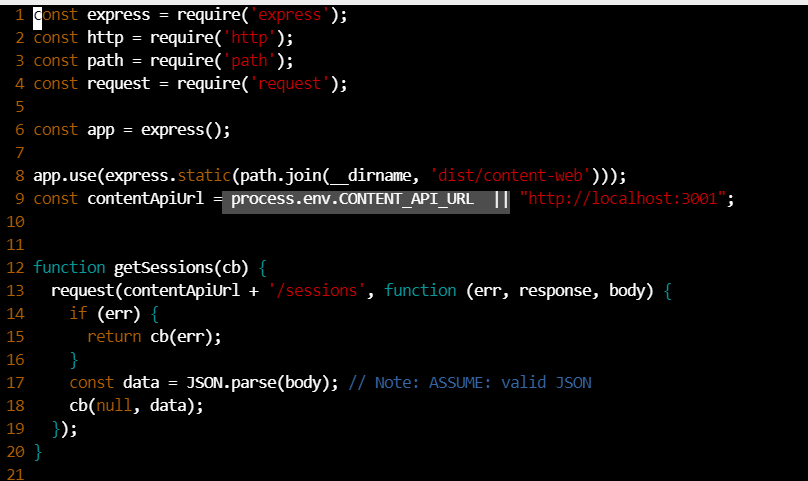 1 const express = require('express');
2 const http = require('http');
3 const path = require('path');
4 const request = require('request');
5
6 const app = express();
7
8 app.use(express.static(path.join(__dirname, 'dist/content-web')));
9 const contentApiUrl = process.env.CONTENT_API_URL  || "http://localhost:3001";
10
11
12 function getSessions(cb) {
13   request(contentApiUrl + '/sessions', function (err, response, body) {
14     if (err) {
15       return cb(err);
16     }
17     const data = JSON.parse(body); // Note: ASSUME: valid JSON
18     cb(null, data);
19   });
20 }
21